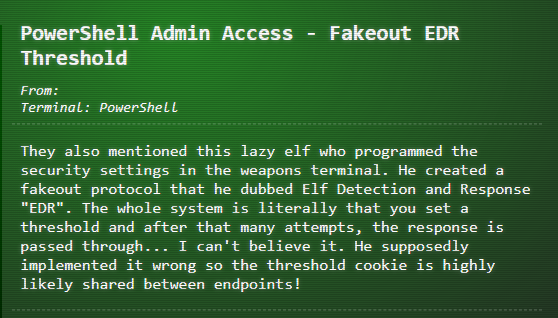 PowerShell Admin Access - Fakeout EDR
Threshold
From:
Terminal: PowerShell
They also mentioned this lazy elf who programmed the
security settings in the weapons terminal. He created a
fakeout protocol that he dubbed Elf Detection and Response
"EDR". The whole system is literally that you set a
threshold and after that many attempts, the response is
passed through... I can't believe it. He supposedly
implemented it wrong so the threshold cookie is highly
likely shared between endpoints!